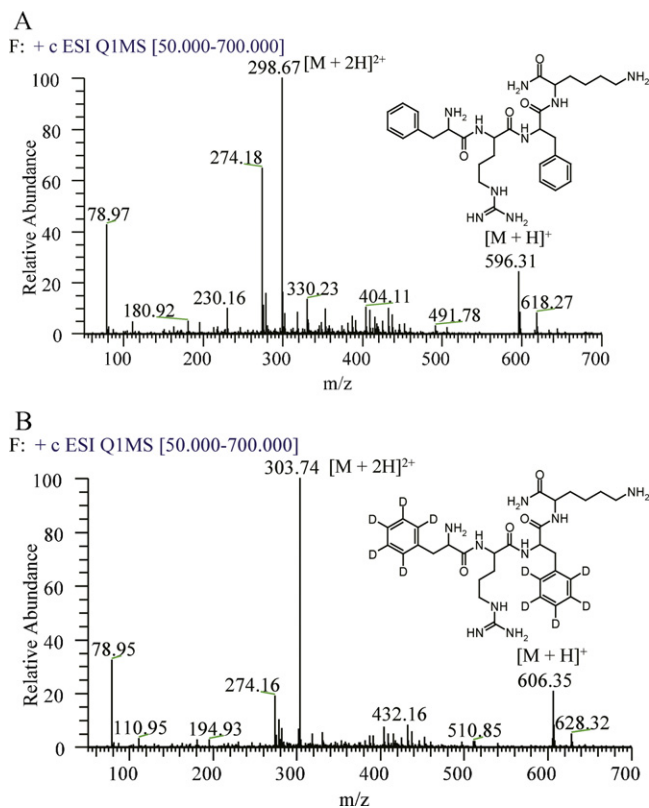 A
F: + c ESI Q1MS [50.000-700.000]
298.67 [M + 2H]2+
274.18
78.97
180.92
230.16
330.23
404.11
491.78
[M + H]+
596.31
618.27
Relative Abundance
100
80
60
40
20
0
100 200 300 400 500 600 700
m/z
O
H2N
NH2
NH
O
NH2
H
N
O
O
N
H
NH
HN
NH2
B
F: + c ESI Q1MS [50.000-700.000]
303.74 [M + 2H]2+
78.95
110.95
194.93
274.16
432.16
510.85
[M + H]+
606.35
628.32
Relative Abundance
100
80
60
40
20
0
100 200 300 400 500 600 700
m/z
O
H2N
NH2
NH
O
D
D
D
D
D
NH2
H
N
O
O
N
H
D
D
D
D
D
NH
HN
NH2